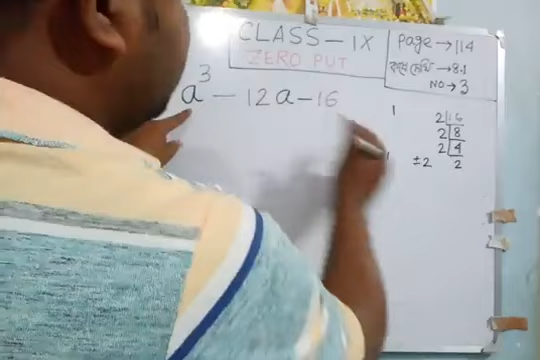 CLASS - IX
ZERO PUT
Page → 114
কষে দেখি → 8.1
NO → 3
a³ - 12a - 16
1
2 16
2 8
2 4
±2 2